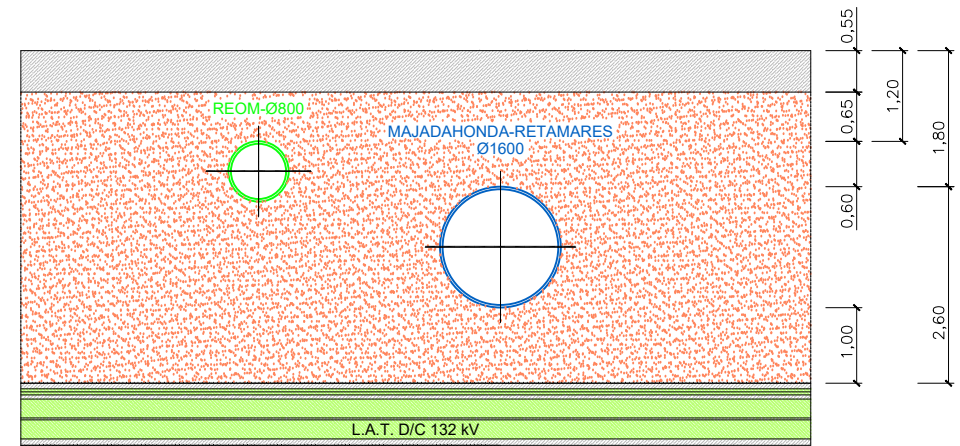 0,55
REOM-Ø800
MAJADAHONDA-RETAMARES
Ø1600
0,65
1,20
1,80
0,60
1,00
2,60
L.A.T. D/C 132 kV